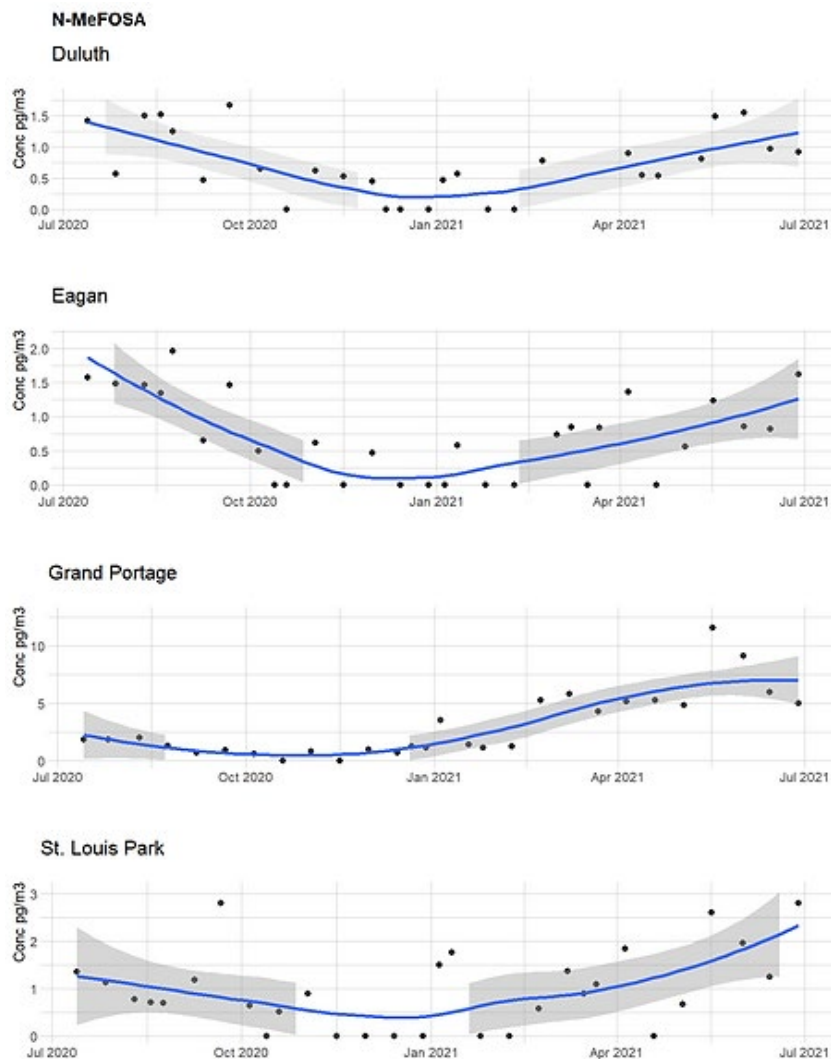 N-MeFOSA
Duluth
Conc pg/m3
1.5
1.0
0.5
0.0
Jul 2020 Oct 2020 Jan 2021 Apr 2021 Jul 2021
Eagan
Conc pg/m3
2.0
1.5
1.0
0.5
0.0
Jul 2020 Oct 2020 Jan 2021 Apr 2021 Jul 2021
Grand Portage
Conc pg/m3
10
5
0
Jul 2020 Oct 2020 Jan 2021 Apr 2021 Jul 2021
St. Louis Park
Conc pg/m3
3
2
1
0
Jul 2020 Oct 2020 Jan 2021 Apr 2021 Jul 2021